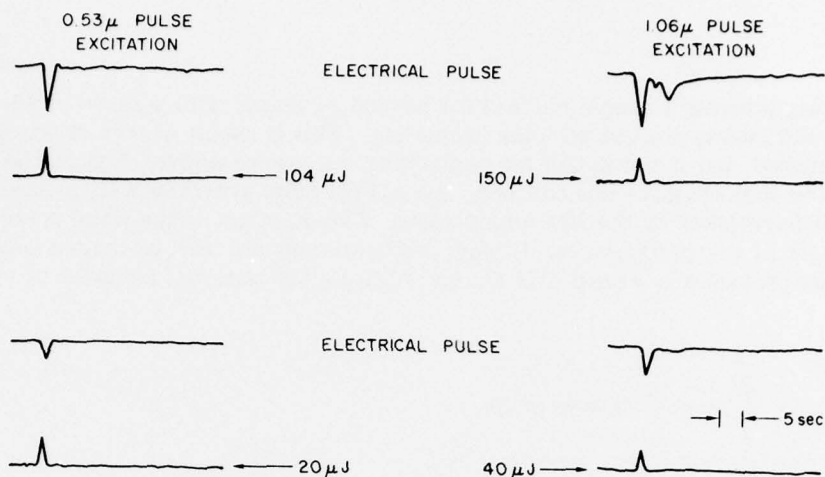 0.53μ PULSE
EXCITATION
1.06μ PULSE
EXCITATION
ELECTRICAL PULSE
104 μJ
150 μJ
ELECTRICAL PULSE
5 sec
20 μJ
40 μJ